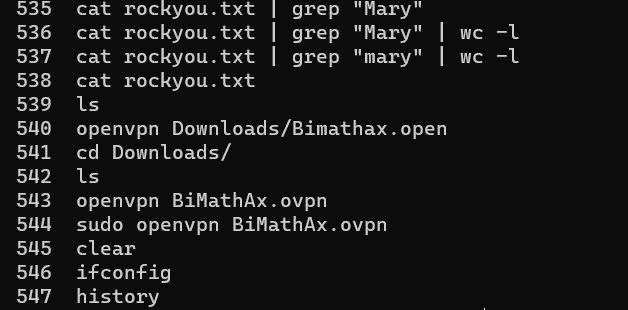 535 cat rockyou.txt | grep "Mary"
536 cat rockyou.txt | grep "Mary" | wc -l
537 cat rockyou.txt | grep "mary" | wc -l
538 cat rockyou.txt
539 ls
540 openvpn Downloads/Bimathax.open
541 cd Downloads/
542 ls
543 openvpn BiMathAx.ovpn
544 sudo openvpn BiMathAx.ovpn
545 clear
546 ifconfig
547 history